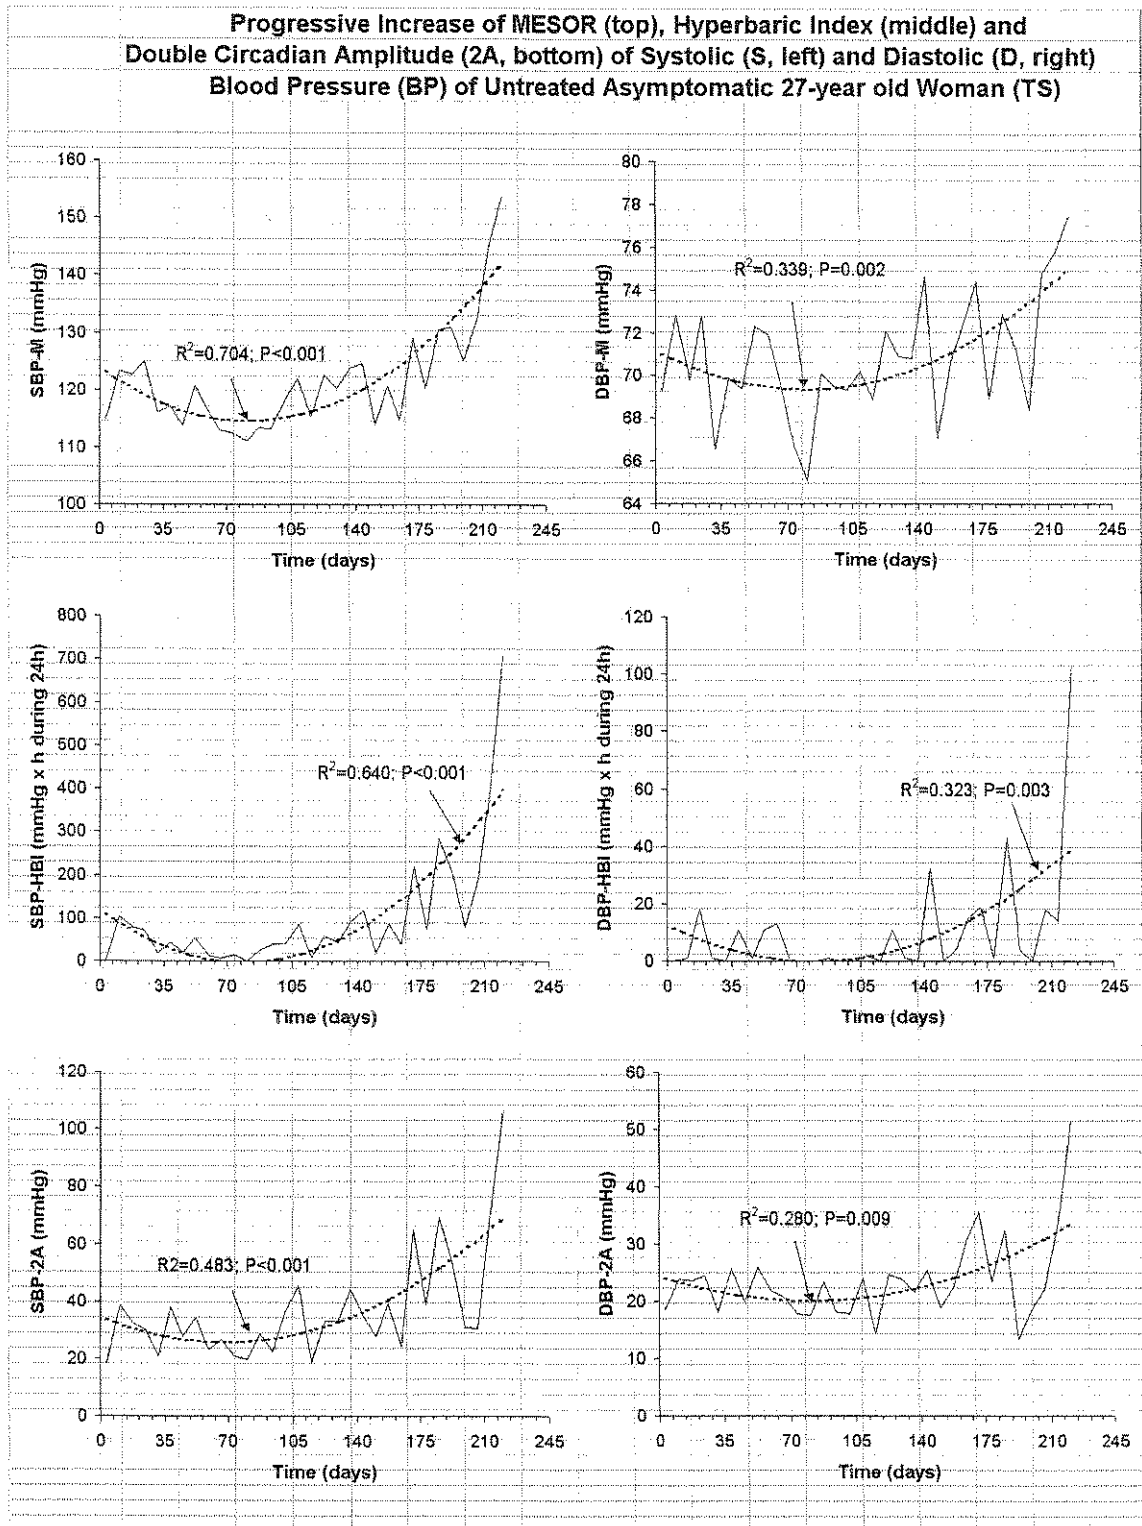 Progressive Increase of MESOR (top), Hyperbaric Index (middle) and
Double Circadian Amplitude (2A, bottom) of Systolic (S, left) and Diastolic (D, right)
Blood Pressure (BP) of Untreated Asymptomatic 27-year old Woman (TS)
SBP-M (mmHg)
160
150
140
130
120
110
100
R²=0.704; P<0.001
0 35 70 105 140 175 210 245
Time (days)
DBP-M (mmHg)
80
78
76
74
72
70
68
66
64
R²=0.339; P=0.002
0 35 70 105 140 175 210 245
Time (days)
SBP-HBI (mmHg x h during 24h)
800
700
600
500
400
300
200
100
0
R²=0.640; P<0.001
0 35 70 105 140 175 210 245
Time (days)
DBP-HBI (mmHg x h during 24h)
120
100
80
60
40
20
0
R²=0.323; P=0.003
0 35 70 105 140 175 210 245
Time (days)
SBP-2A (mmHg)
120
100
80
60
40
20
0
R2=0.483; P<0.001
0 35 70 105 140 175 210 245
Time (days)
DBP-2A (mmHg)
60
50
40
30
20
10
0
R²=0.280; P=0.009
0 35 70 105 140 175 210 245
Time (days)